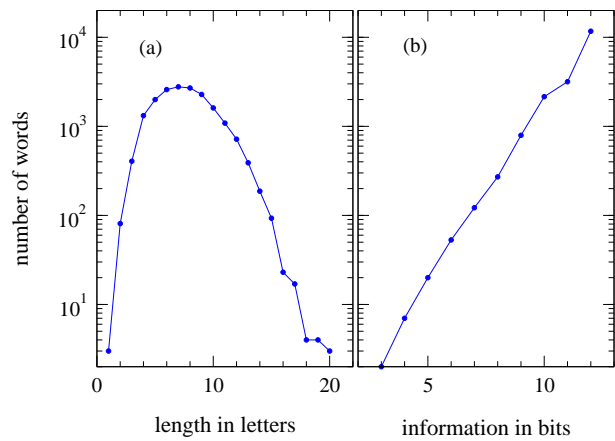 10^4
(a)
(b)
10^3
number of words
10^2
10^1
0
10
20
5
10
length in letters
information in bits